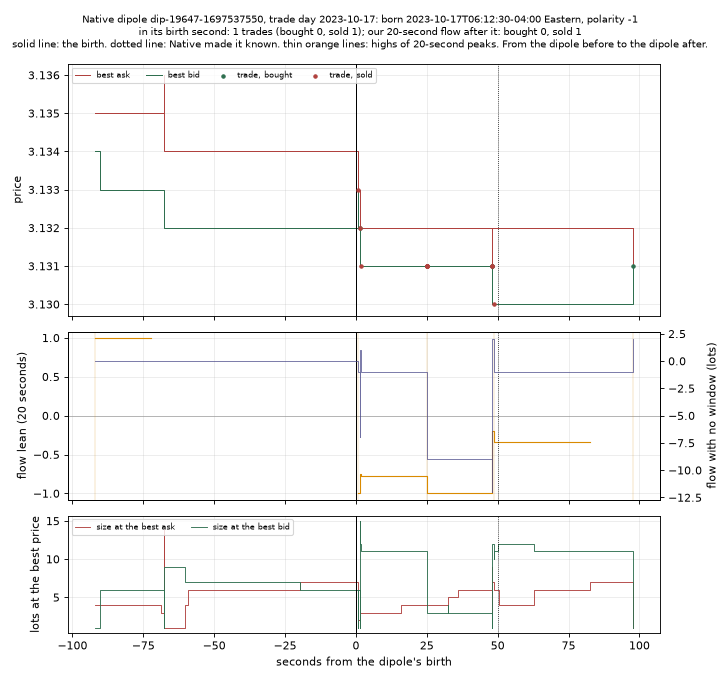 Native dipole dip-19647-1697537550, trade day 2023-10-17: born 2023-10-17T06:12:30-04:00 Eastern, polarity -1
in its birth second: 1 trades (bought 0, sold 1); our 20-second flow after it: bought 0, sold 1
solid line: the birth. dotted line: Native made it known. thin orange lines: highs of 20-second peaks. From the dipole before to the dipole after.
best ask best bid trade, bought trade, sold
3.136
3.135
3.134
3.133
3.132
3.131
3.130
price
1.0
0.5
0.0
−0.5
−1.0
flow lean (20 seconds)
2.5
0.0
−2.5
−5.0
−7.5
−10.0
−12.5
flow with no window (lots)
size at the best ask size at the best bid
15
10
5
lots at the best price
−100 −75 −50 −25 0 25 50 75 100
seconds from the dipole's birth